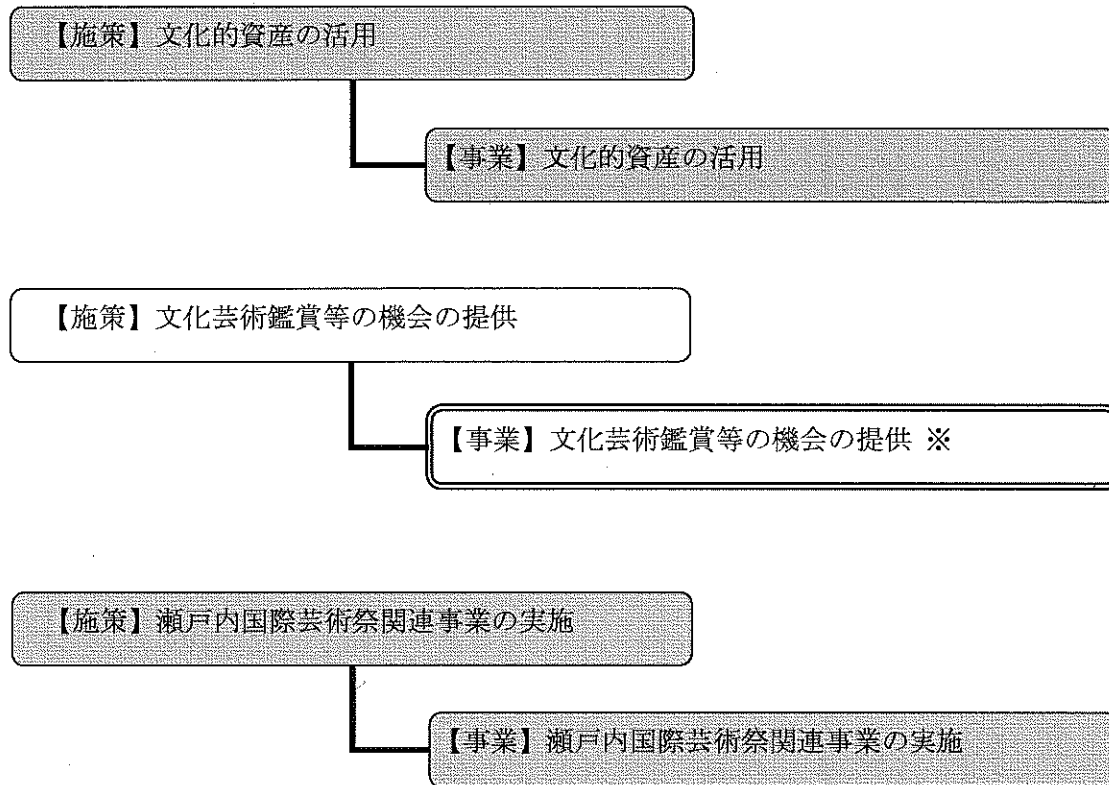 【施策】文化的資産の活用
【事業】文化的資産の活用
【施策】文化芸術鑑賞等の機会の提供
【事業】文化芸術鑑賞等の機会の提供 ※
【施策】瀬戸内国際芸術祭関連事業の実施
【事業】瀬戸内国際芸術祭関連事業の実施